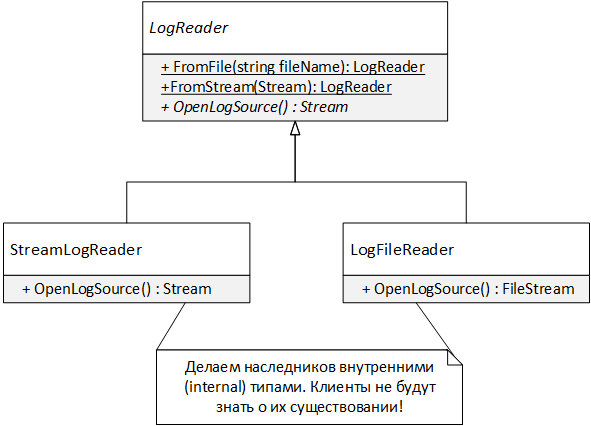 LogReader
+ FromFile(string fileName): LogReader
+FromStream(Stream): LogReader
+ OpenLogSource() : Stream
StreamLogReader
+ OpenLogSource() : Stream
LogFileReader
+ OpenLogSource() : FileStream
Делаем наследников внутренними
(internal) типами. Клиенты не будут
знать о их существовании!